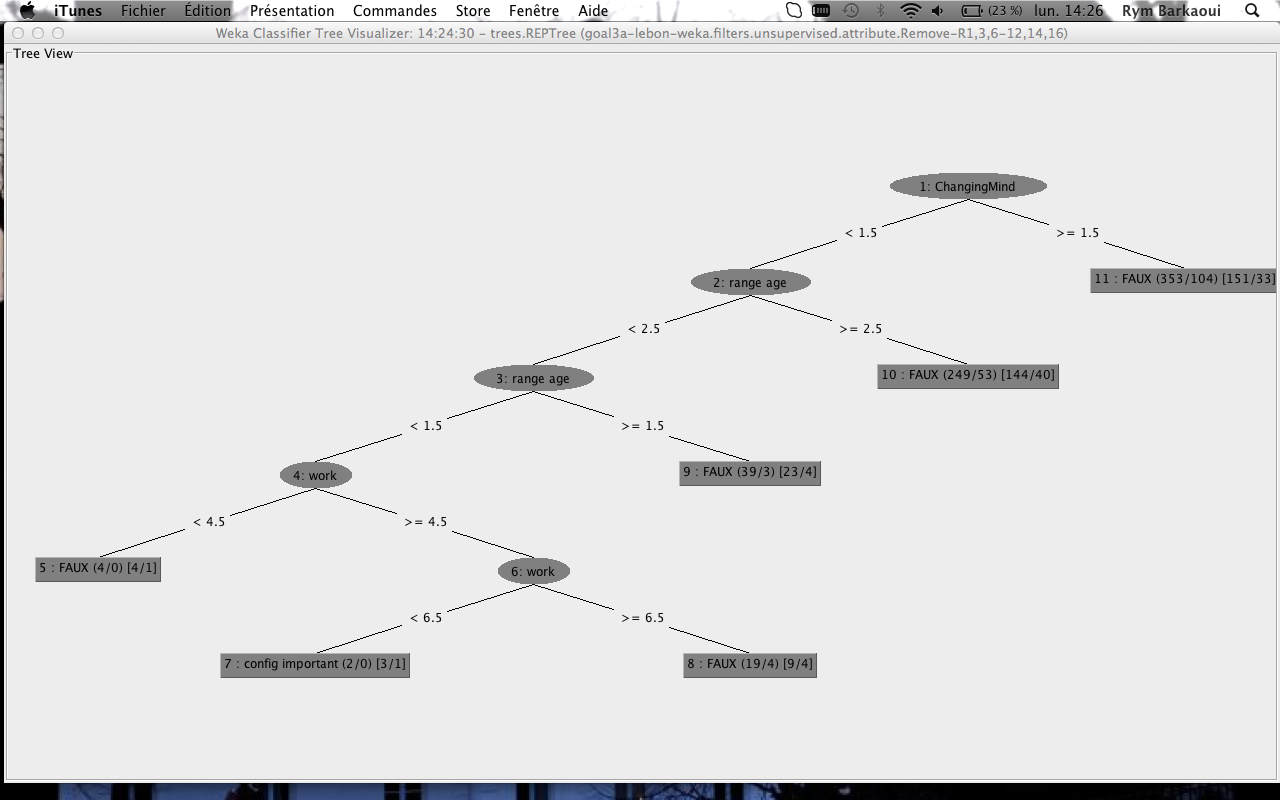 iTunes Fichier Édition Présentation Commandes Store Fenêtre Aide (23 %) lun. 14:26 Rym Barkaoui
Weka Classifier Tree Visualizer: 14:24:30 – trees.REPTree (goal3a-lebon-weka.filters.unsupervised.attribute.Remove-R1,3,6-12,14,16)
Tree View
1: ChangingMind
< 1.5 >= 1.5
2: range age 11 : FAUX (353/104) [151/33]
< 2.5 >= 2.5
3: range age 10 : FAUX (249/53) [144/40]
< 1.5 >= 1.5
4: work 9 : FAUX (39/3) [23/4]
< 4.5 >= 4.5
5 : FAUX (4/0) [4/1] 6: work
< 6.5 >= 6.5
7 : config important (2/0) [3/1] 8 : FAUX (19/4) [9/4]